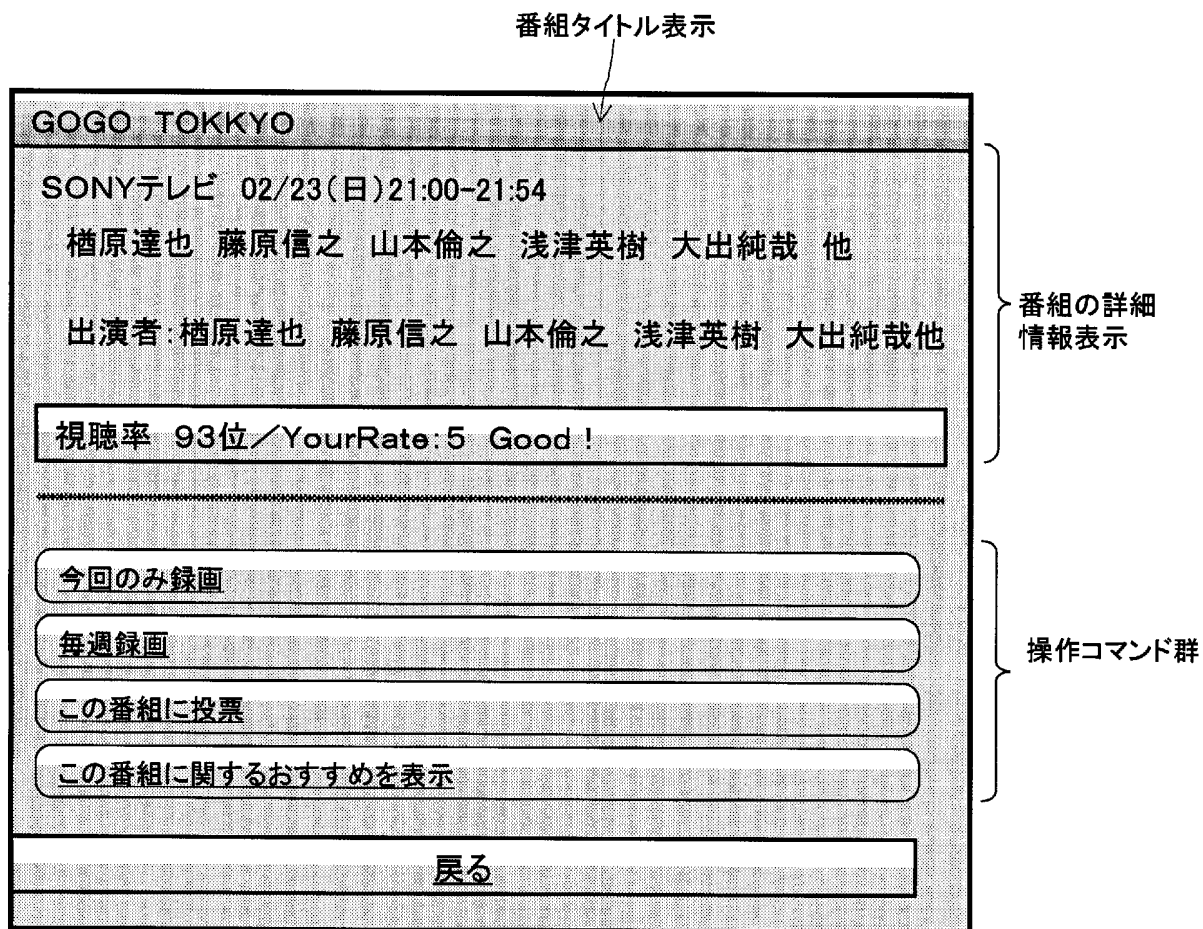 番組タイトル表示
GOGO TOKKYO
SONYテレビ 02/23(日)21:00-21:54
楢原達也 藤原信之 山本倫之 浅津英樹 大出純哉 他
出演者:楢原達也 藤原信之 山本倫之 浅津英樹 大出純哉他
視聴率 93位/YourRate:5 Good!
番組の詳細
情報表示
今回のみ録画
毎週録画
この番組に投票
この番組に関するおすすめを表示
操作コマンド群
戻る